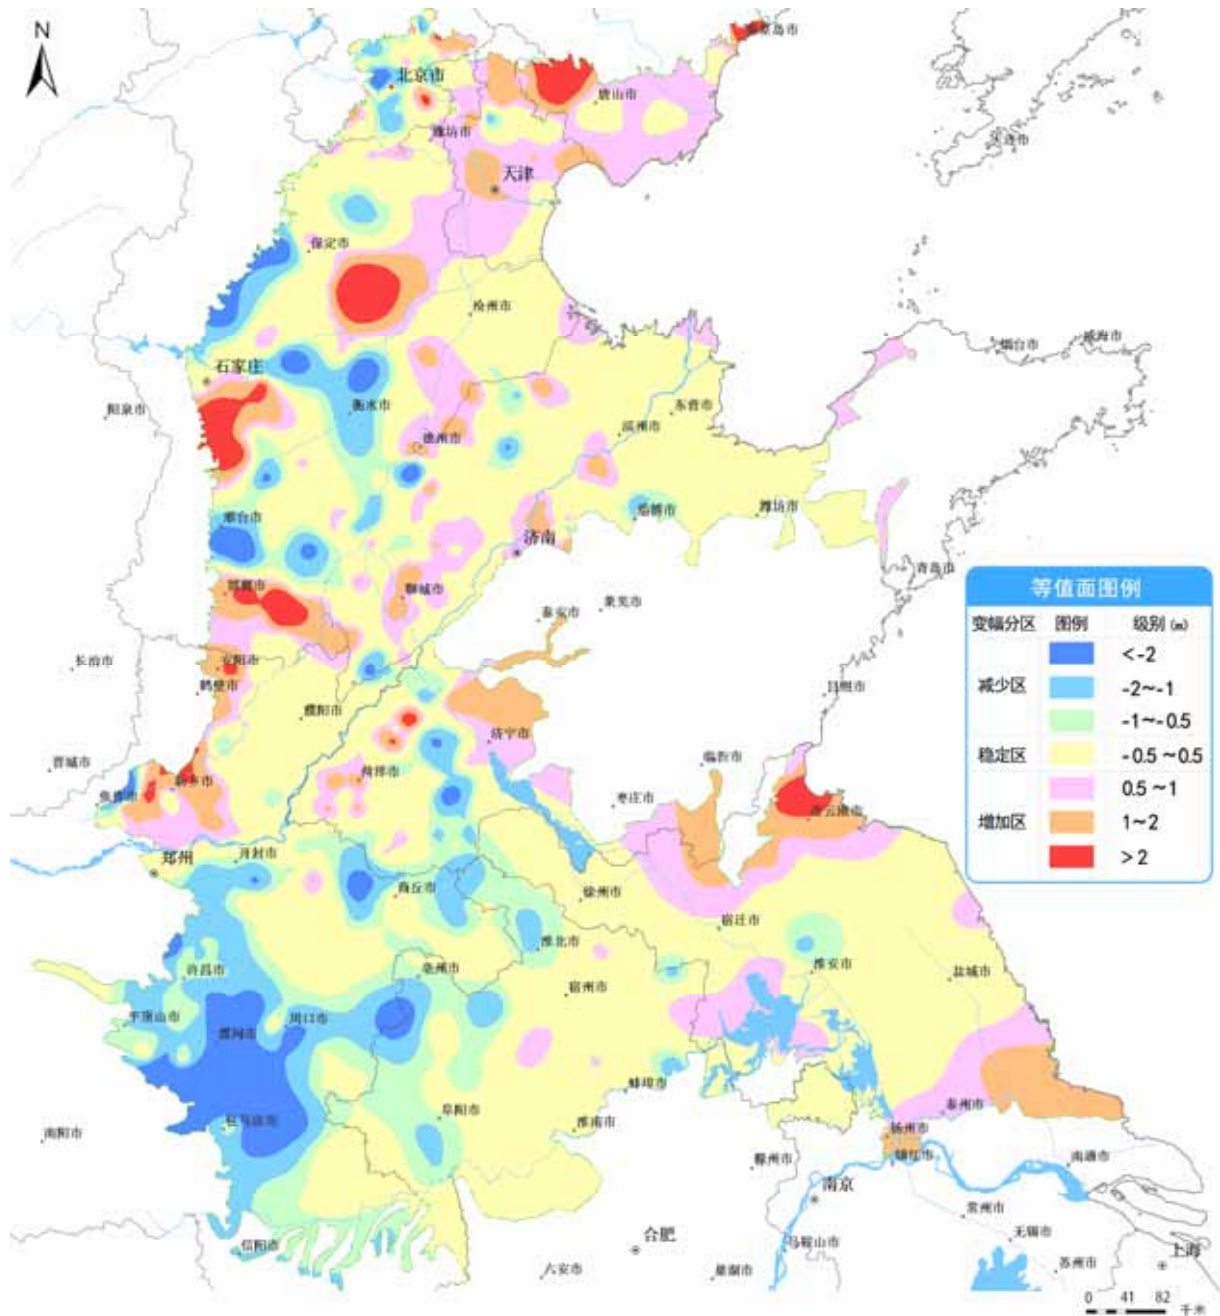 N
秦皇岛市
北京市
唐山市
廊坊市
天津
大连市
保定市
沧州市
石家庄
烟台市
威海市
阳泉市
衡水市
东营市
滨州市
德州市
淄博市
潍坊市
邢台市
济南
青岛市
邯郸市
聊城市
泰安市
莱芜市
长治市
安阳市
鹤壁市
濮阳市
日照市
济宁市
临沂市
晋城市
新乡市
菏泽市
焦作市
枣庄市
连云港市
郑州
开封市
商丘市
徐州市
宿迁市
淮北市
许昌市
亳州市
宿州市
淮安市
盐城市
平顶山市
漯河市
周口市
蚌埠市
驻马店市
阜阳市
淮南市
泰州市
南阳市
扬州市
镇江市
滁州市
南通市
南京
常州市
信阳市
合肥
马鞍山市
无锡市
上海
六安市
巢湖市
苏州市
等值面图例
变幅分区 图例 级别 (m)
<-2
减少区 -2~-1
-1~-0.5
稳定区 -0.5~0.5
0.5~1
增加区 1~2
>2
0 41 82
千米